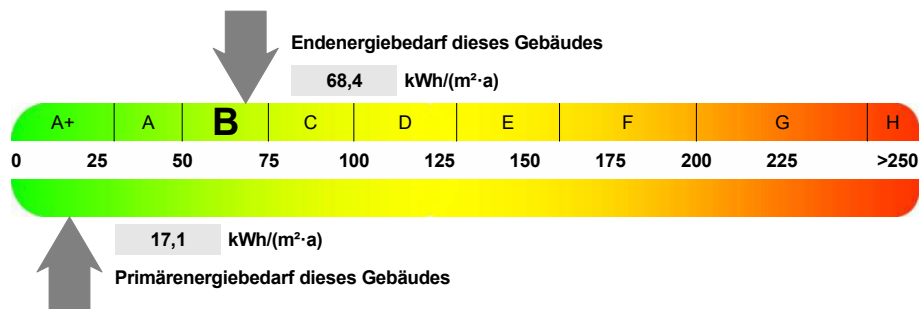 Endenergiebedarf dieses Gebäudes
68,4 kWh/(m²·a)
A+ A B C D E F G H
0 25 50 75 100 125 150 175 200 225 >250
17,1 kWh/(m²·a)
Primärenergiebedarf dieses Gebäudes